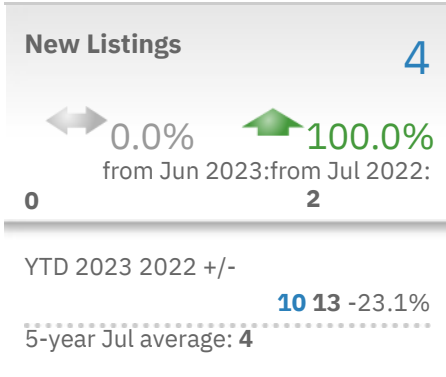 New Listings
4
0.0% 100.0%
from Jun 2023:from Jul 2022:
0 2
YTD 2023 2022 +/-
10 13 -23.1%
5-year Jul average: 4